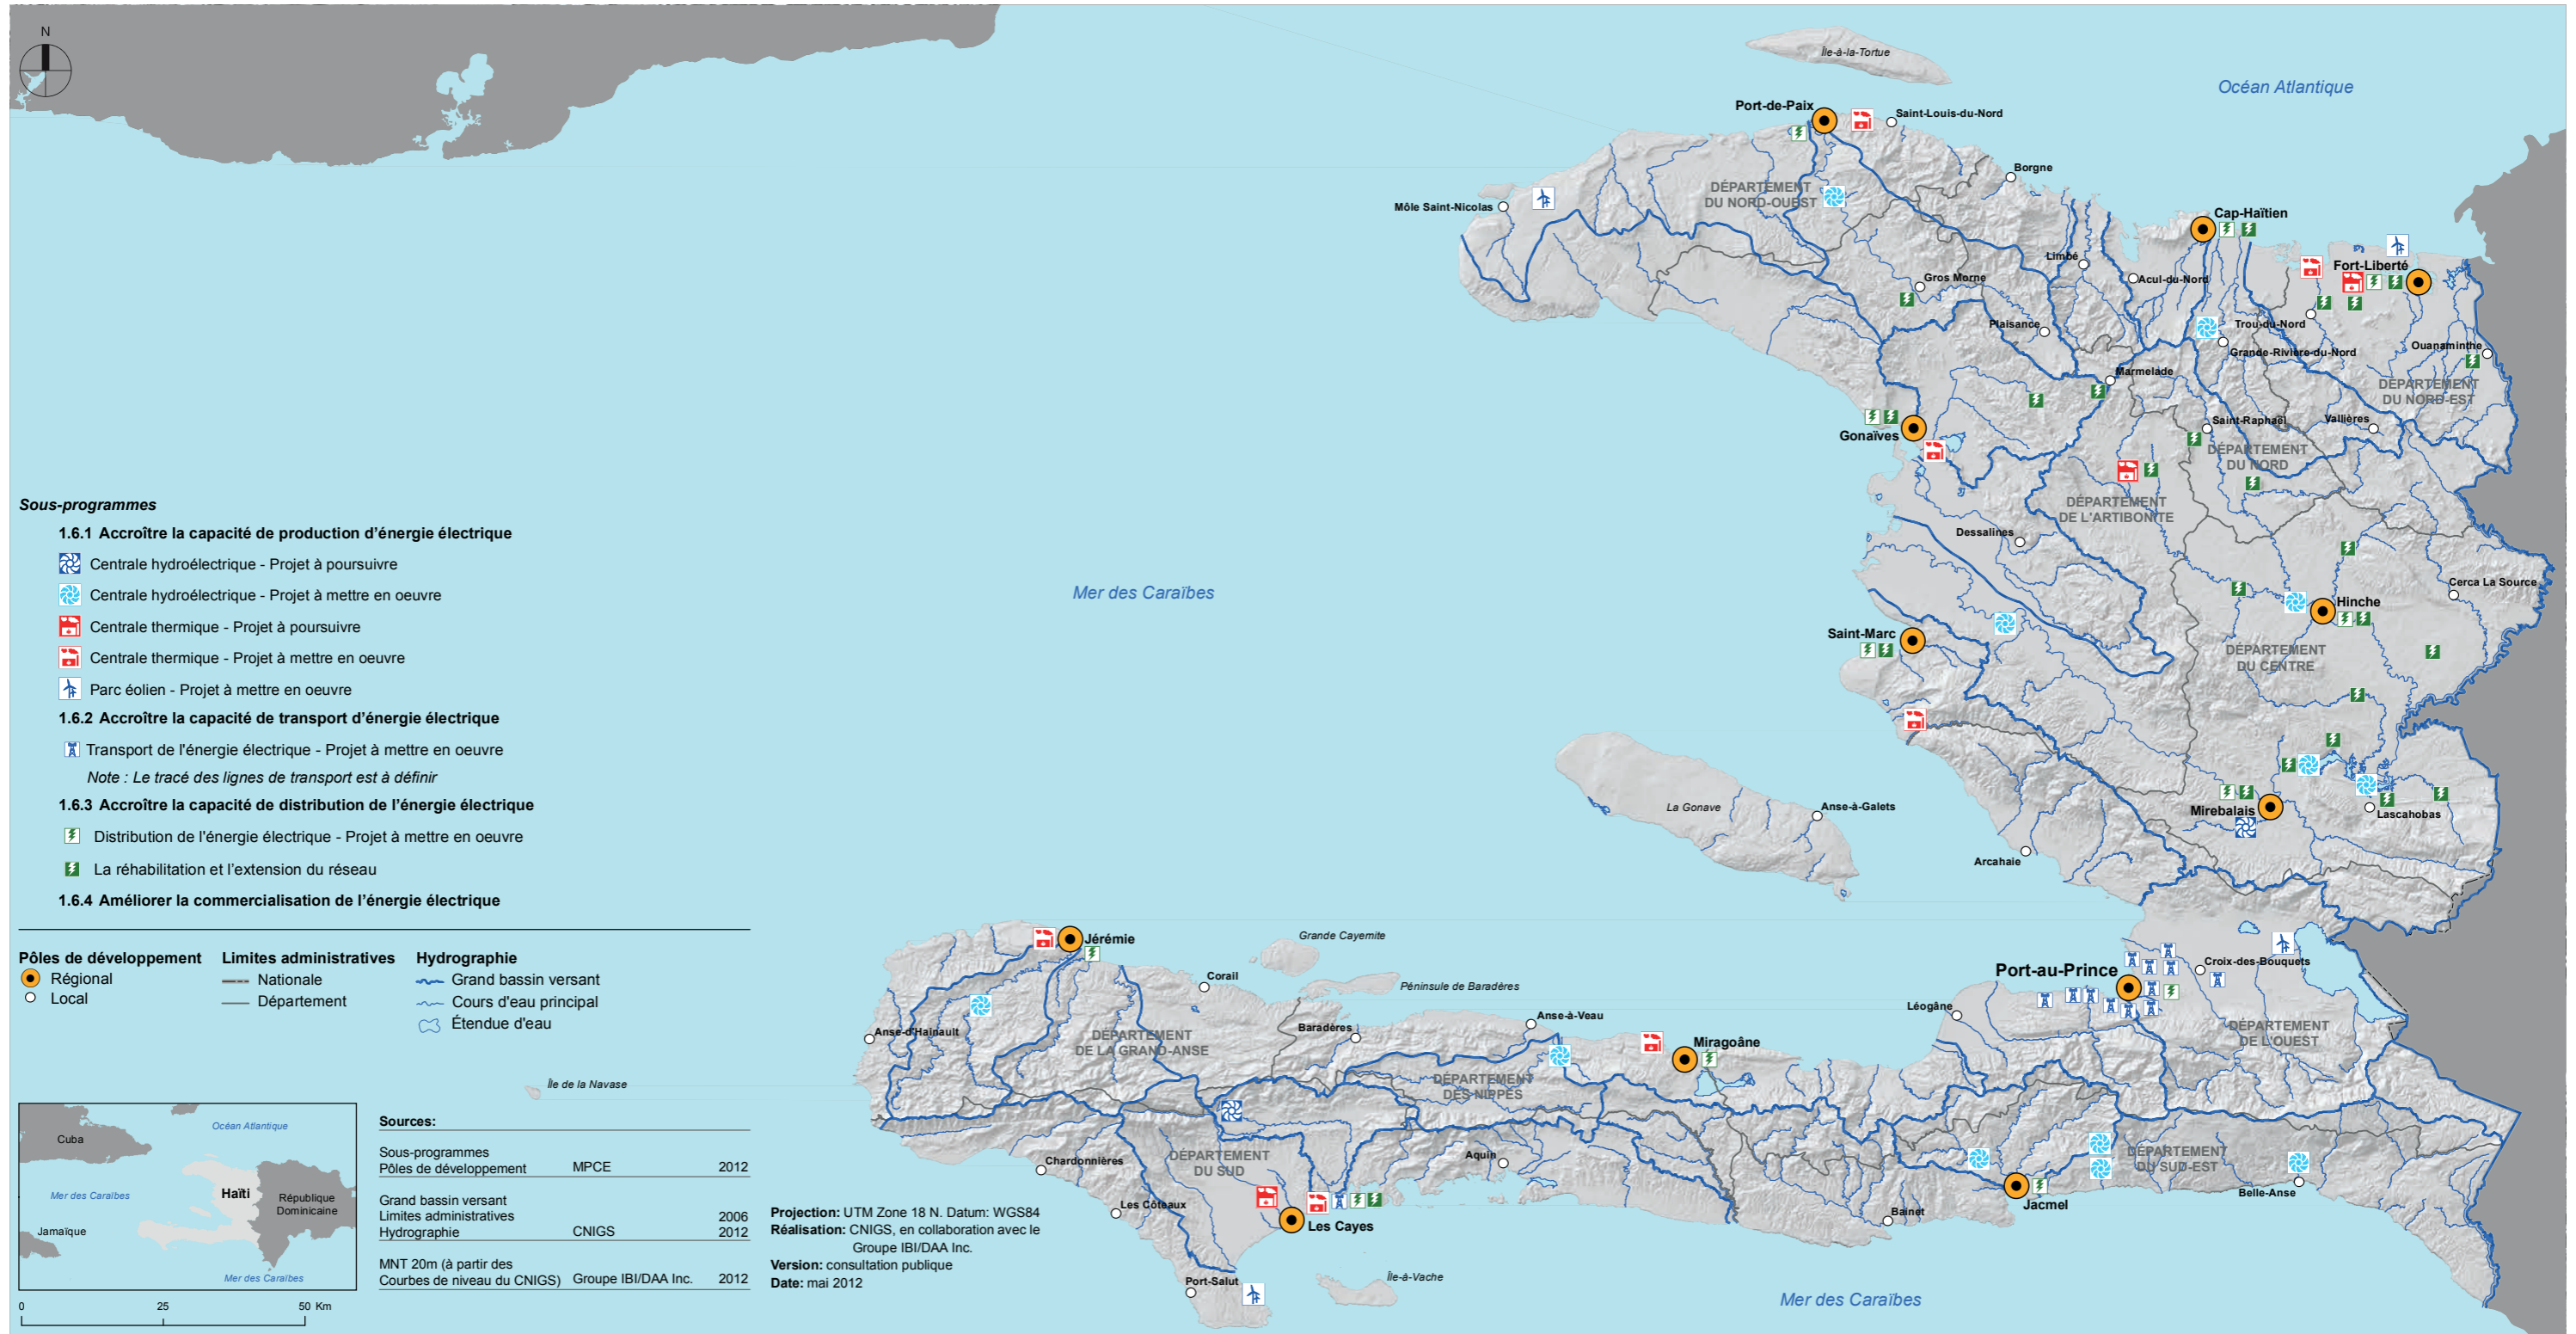 N
Île-à-la-Tortue
Océan Atlantique
Port-de-Paix
Saint-Louis-du-Nord
Borgne
DÉPARTEMENT
DU NORD-OUEST
Môle Saint-Nicolas
Cap-Haïtien
Limbé
Acul-du-Nord
Fort-Liberté
Gros Morne
Plaisance
Trou-du-Nord
Grande-Rivière-du-Nord
Ouanaminthe
Marmelade
DÉPARTEMENT
DU NORD-EST
Saint-Raphaël
Vallières
Gonaïves
DÉPARTEMENT
DU NORD
DÉPARTEMENT
DE L'ARTIBONITE
Dessalines
Cerca La Source
Mer des Caraïbes
Hinche
Saint-Marc
DÉPARTEMENT
DU CENTRE
La Gonave
Anse-à-Galets
Mirebalais
Lascahobas
Arcahaie
Sous-programmes
1.6.1 Accroître la capacité de production d'énergie électrique
Centrale hydroélectrique - Projet à poursuivre
Centrale hydroélectrique - Projet à mettre en oeuvre
Centrale thermique - Projet à poursuivre
Centrale thermique - Projet à mettre en oeuvre
Parc éolien - Projet à mettre en oeuvre
1.6.2 Accroître la capacité de transport d'énergie électrique
Transport de l'énergie électrique - Projet à mettre en oeuvre
Note : Le tracé des lignes de transport est à définir
1.6.3 Accroître la capacité de distribution de l'énergie électrique
Distribution de l'énergie électrique - Projet à mettre en oeuvre
La réhabilitation et l'extension du réseau
1.6.4 Améliorer la commercialisation de l'énergie électrique
Pôles de développement
Régional
Local
Limites administratives
Nationale
Département
Hydrographie
Grand bassin versant
Cours d'eau principal
Étendue d'eau
Jérémie
Grande Cayemite
Corail
Péninsule de Baradères
Port-au-Prince
Croix-des-Bouquets
Léogâne
Anse-d'Hainault
DÉPARTEMENT
DE LA GRAND-ANSE
Baradères
Anse-à-Veau
Miragoâne
DÉPARTEMENT
DE L'OUEST
Île de la Navase
DÉPARTEMENT
DES NIPPES
Chardonnières
DÉPARTEMENT
DU SUD
Aquin
DÉPARTEMENT
DU SUD-EST
Belle-Anse
Les Côteaux
Les Cayes
Jacmel
Bainet
Port-Salut
Île-à-Vache
Mer des Caraïbes
Cuba
Océan Atlantique
Mer des Caraïbes
Haïti
République
Dominicaine
Jamaïque
Mer des Caraïbes
0 25 50 Km
Sources:
Sous-programmes
Pôles de développement MPCE 2012
Grand bassin versant
Limites administratives 2006
Hydrographie CNIGS 2012
MNT 20m (à partir des
Courbes de niveau du CNIGS) Groupe IBI/DAA Inc. 2012
Projection: UTM Zone 18 N. Datum: WGS84
Réalisation: CNIGS, en collaboration avec le
Groupe IBI/DAA Inc.
Version: consultation publique
Date: mai 2012